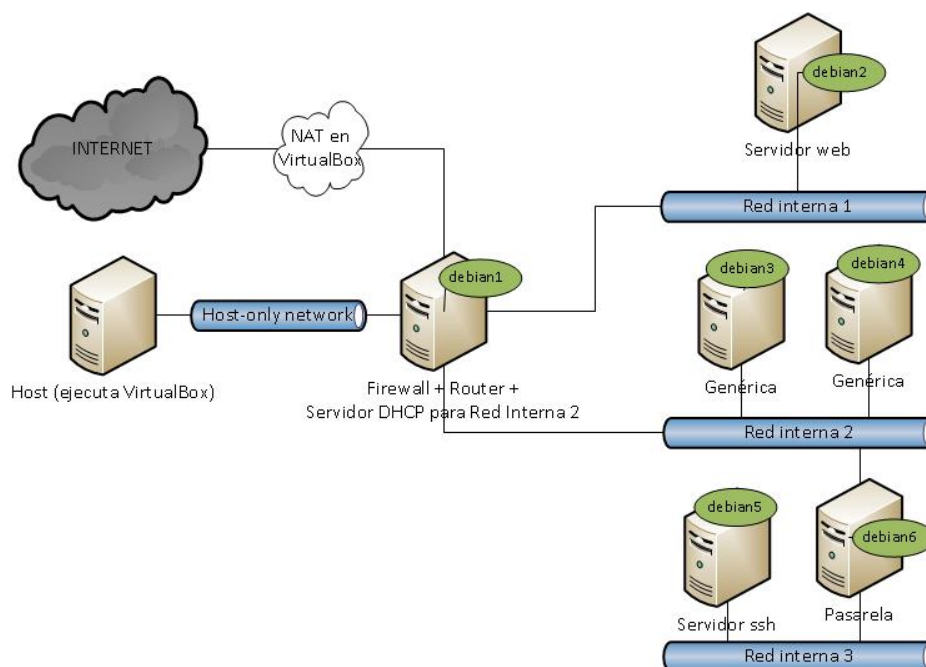 debian2
Servidor web
INTERNET
NAT en
VirtualBox
Red interna 1
debian1
debian3
debian4
Host-only network
Host (ejecuta VirtualBox)
Firewall + Router +
Servidor DHCP para Red Interna 2
Genérica
Genérica
Red interna 2
debian5
debian6
Servidor ssh
Pasarela
Red interna 3